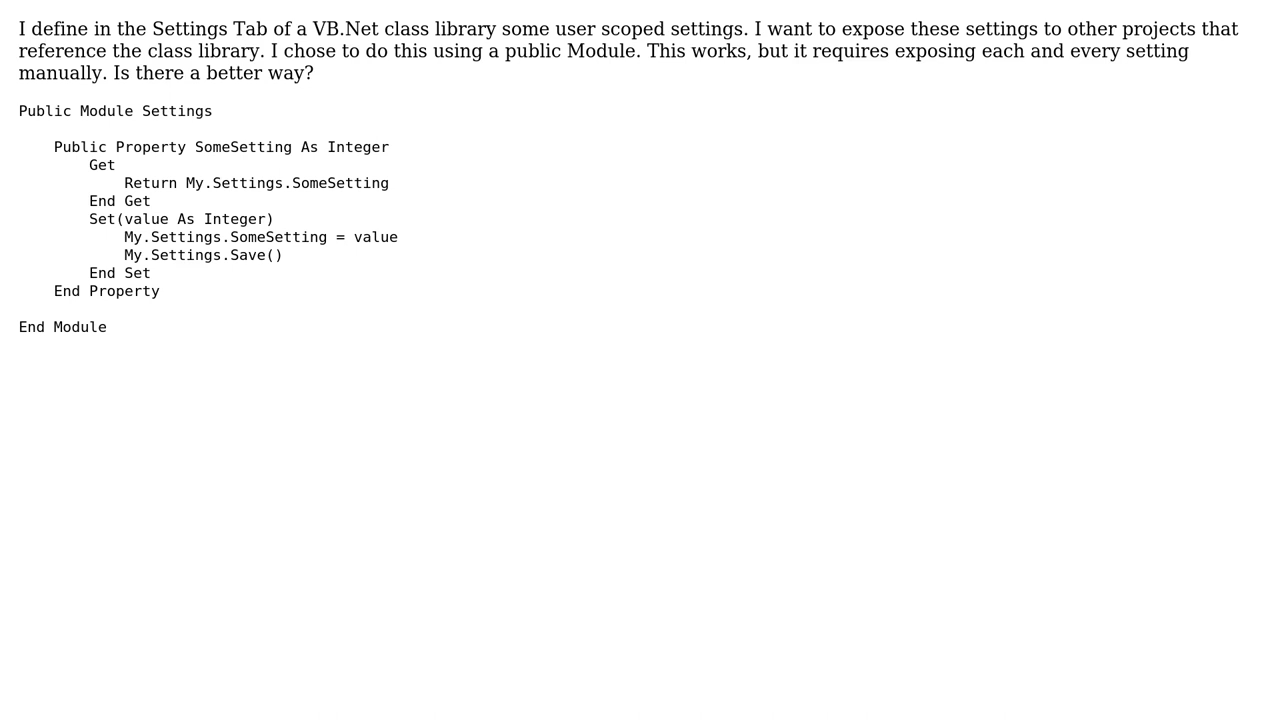 I define in the Settings Tab of a VB.Net class library some user scoped settings. I want to expose these settings to other projects that
reference the class library. I chose to do this using a public Module. This works, but it requires exposing each and every setting
manually. Is there a better way?
Public Module Settings
    Public Property SomeSetting As Integer
        Get
            Return My.Settings.SomeSetting
        End Get
        Set(value As Integer)
            My.Settings.SomeSetting = value
            My.Settings.Save()
        End Set
    End Property
End Module